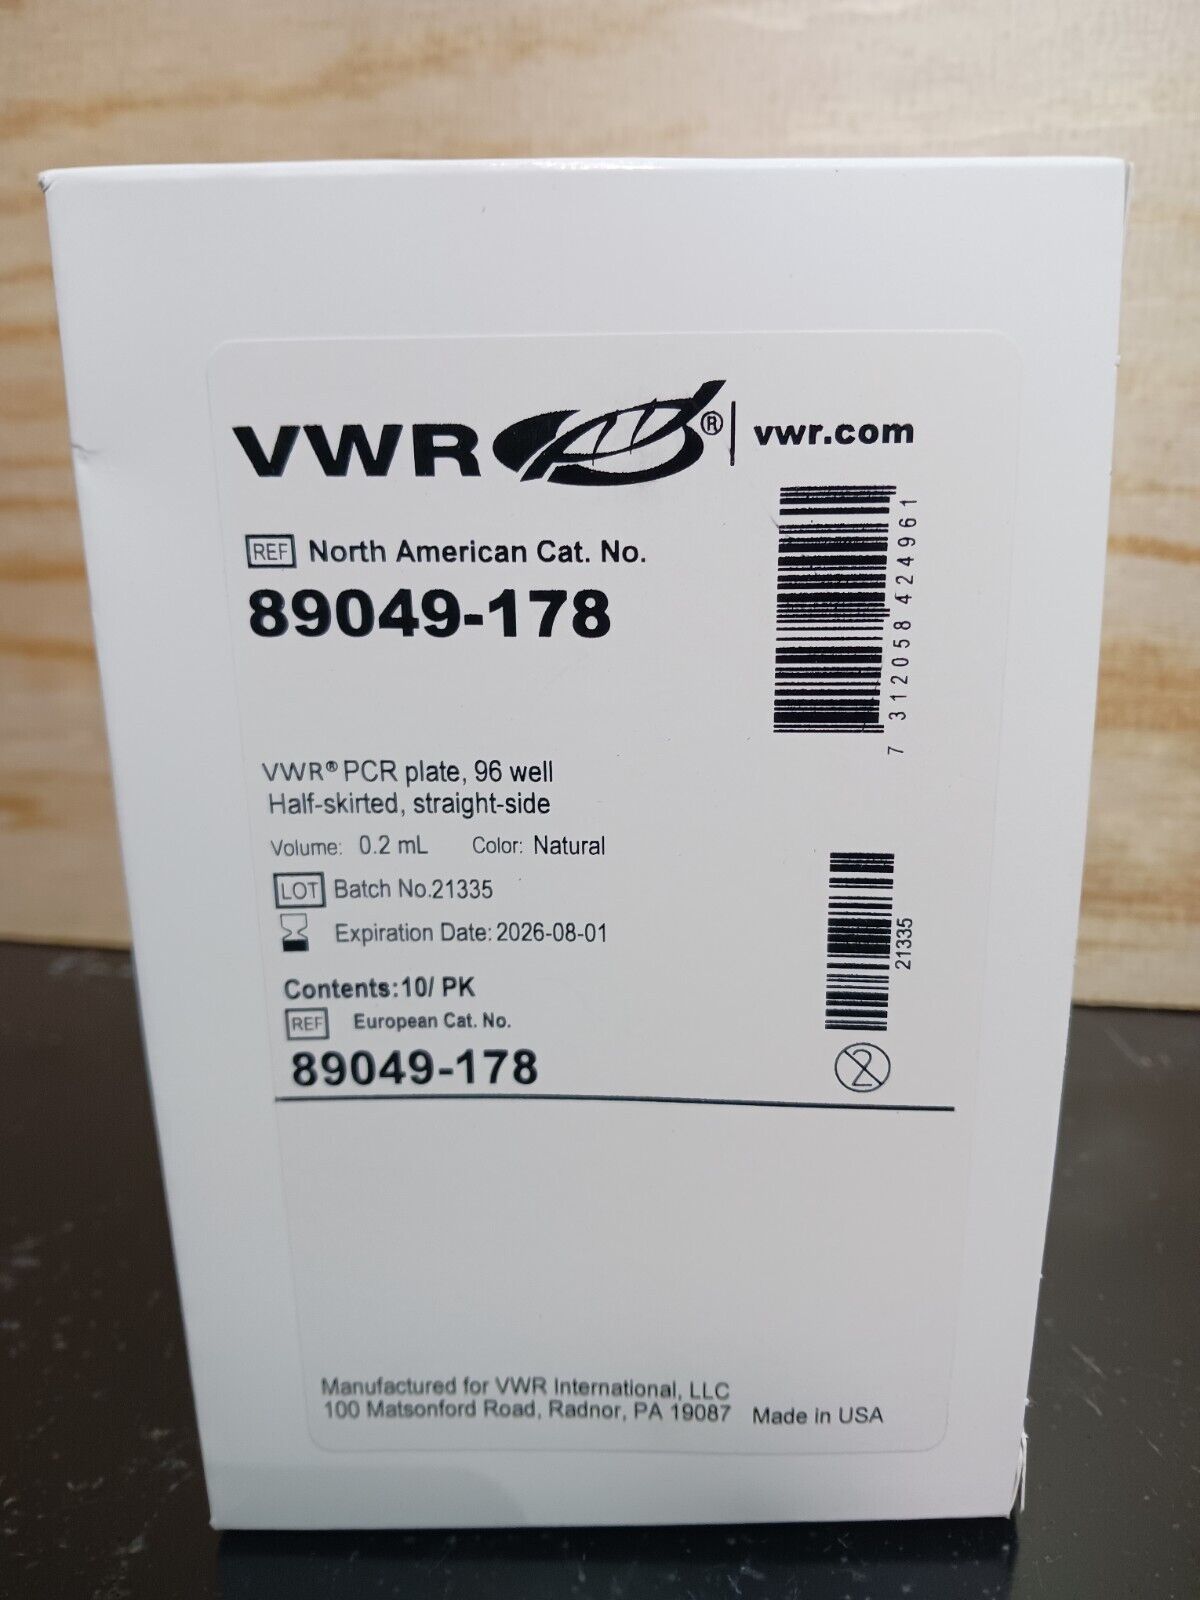 VWR® | vwr.com
REF North American Cat. No.
89049-178
7 31205842496 1
VWR® PCR plate, 96 well
Half-skirted, straight-side
Volume: 0.2 mL Color: Natural
LOT Batch No.21335
Expiration Date: 2026-08-01
21335
Contents:10/ PK
REF European Cat. No.
89049-178
2
Manufactured for VWR International, LLC
100 Matsonford Road, Radnor, PA 19087 Made in USA